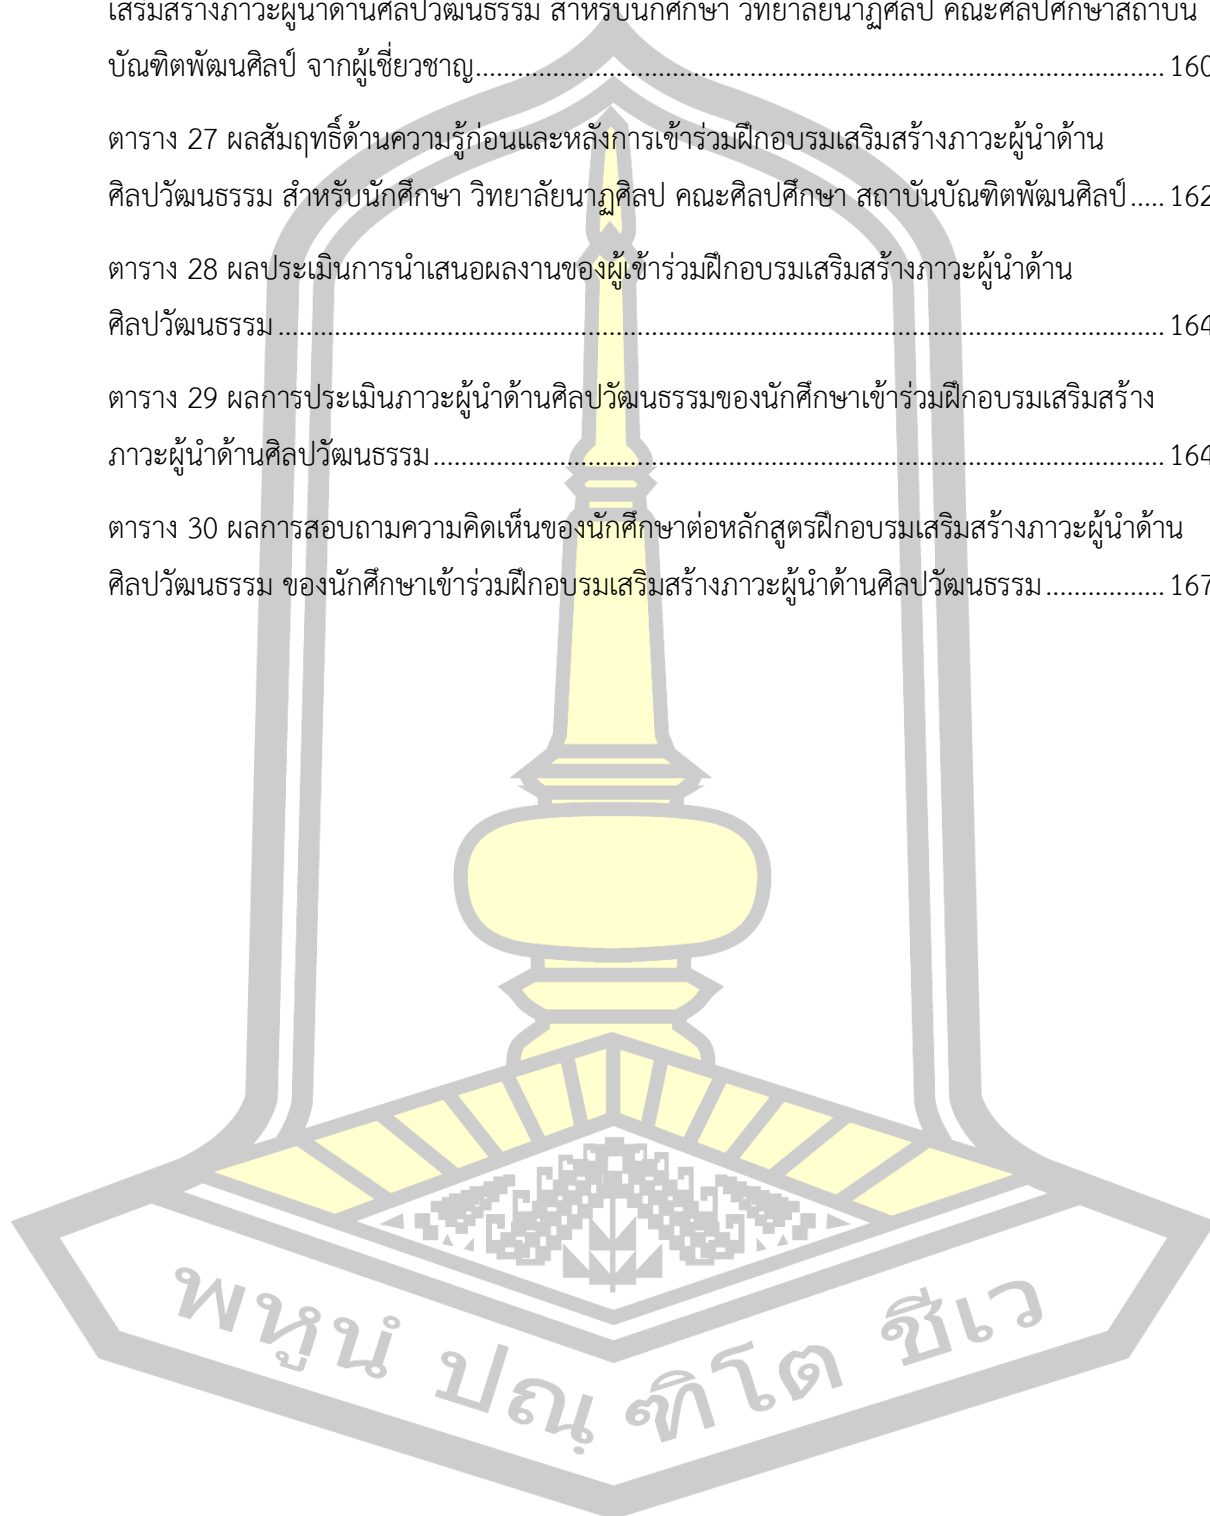 เสริมสร้างภาวะผู้นำด้านศิลปวัฒนธรรม สำหรับนักศึกษา วิทยาลัยนาฏศิลป คณะศิลปศึกษาสถาบัน
บัณฑิตพัฒนศิลป์ จากผู้เชี่ยวชาญ................................................................ 160
ตาราง 27 ผลสัมฤทธิ์ด้านความรู้ก่อนและหลังการเข้าร่วมฝึกอบรมเสริมสร้างภาวะผู้นำด้าน
ศิลปวัฒนธรรม สำหรับนักศึกษา วิทยาลัยนาฏศิลป คณะศิลปศึกษา สถาบันบัณฑิตพัฒนศิลป์..... 162
ตาราง 28 ผลประเมินการนำเสนอผลงานของผู้เข้าร่วมฝึกอบรมเสริมสร้างภาวะผู้นำด้าน
ศิลปวัฒนธรรม................................................................ 164
ตาราง 29 ผลการประเมินภาวะผู้นำด้านศิลปวัฒนธรรมของนักศึกษาเข้าร่วมฝึกอบรมเสริมสร้าง
ภาวะผู้นำด้านศิลปวัฒนธรรม................................................................ 164
ตาราง 30 ผลการสอบถามความคิดเห็นของนักศึกษาต่อหลักสูตรฝึกอบรมเสริมสร้างภาวะผู้นำด้าน
ศิลปวัฒนธรรม ของนักศึกษาเข้าร่วมฝึกอบรมเสริมสร้างภาวะผู้นำด้านศิลปวัฒนธรรม................. 167
พหูนํ ปณฺฑิโต ชีเว